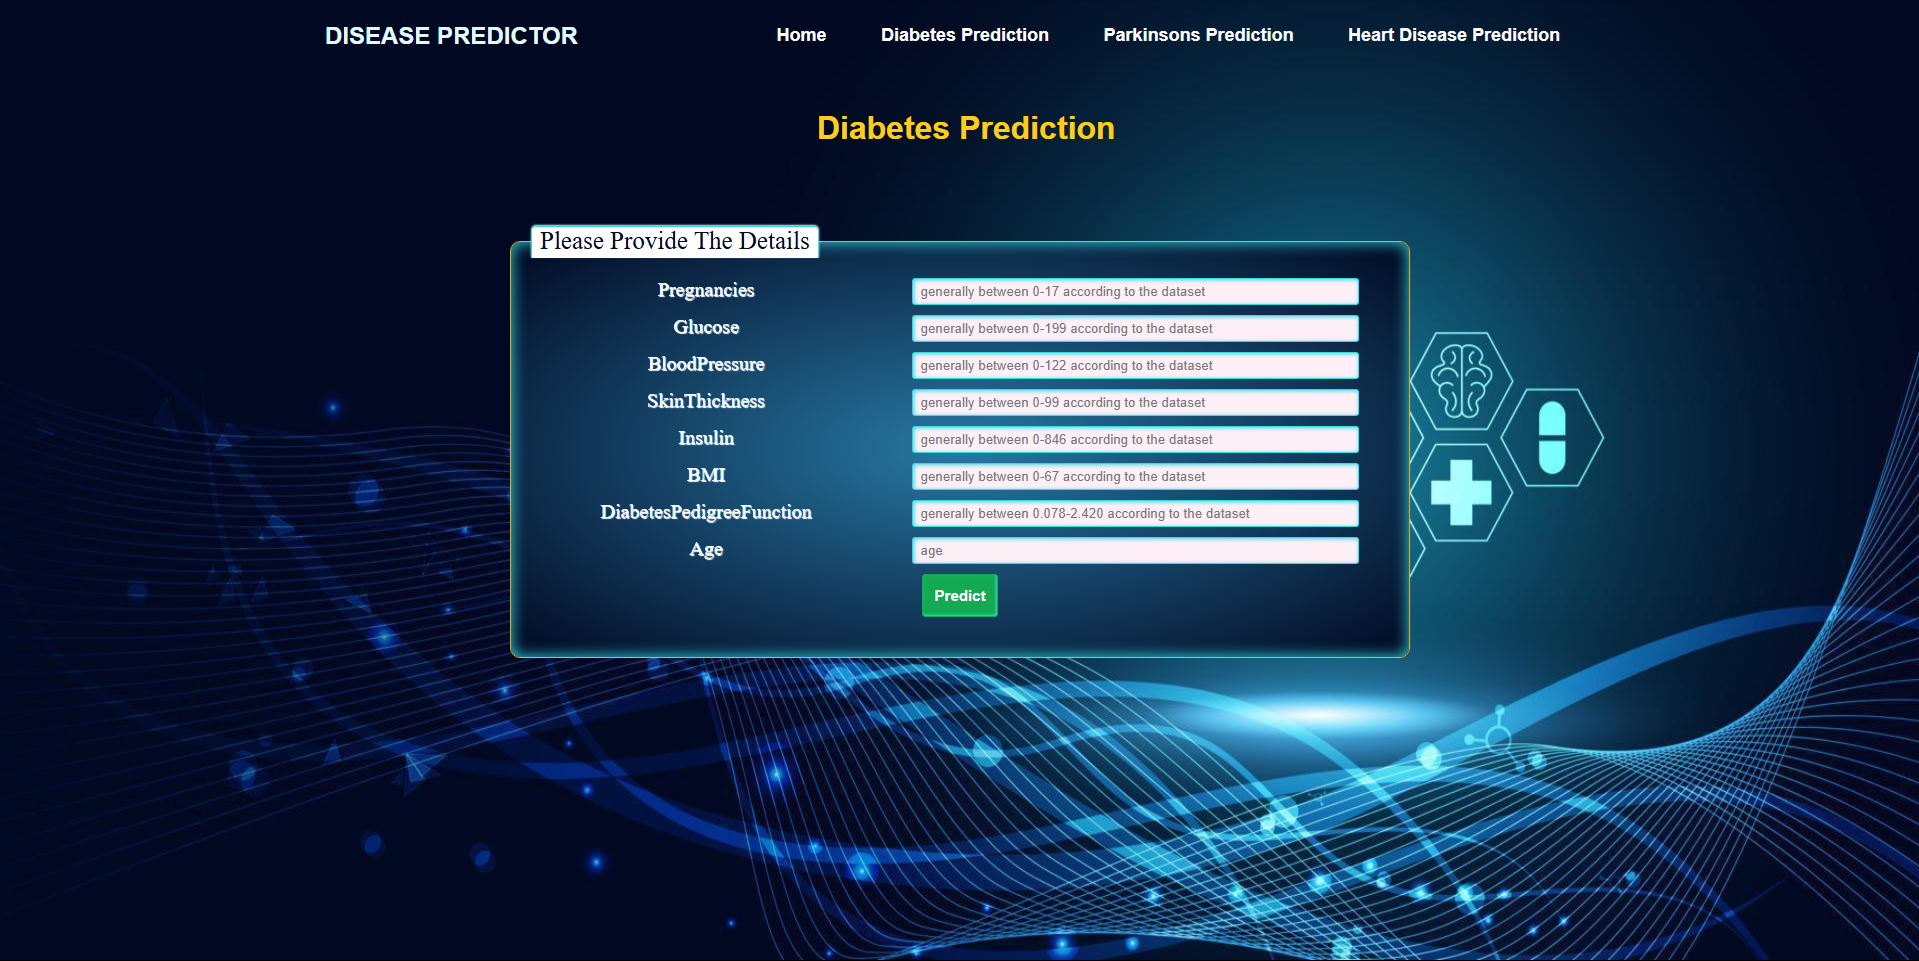 DISEASE PREDICTOR Home Diabetes Prediction Parkinsons Prediction Heart Disease Prediction
Diabetes Prediction
Please Provide The Details
Pregnancies generally between 0-17 according to the dataset
Glucose generally between 0-199 according to the dataset
BloodPressure generally between 0-122 according to the dataset
SkinThickness generally between 0-99 according to the dataset
Insulin generally between 0-846 according to the dataset
BMI generally between 0-67 according to the dataset
DiabetesPedigreeFunction generally between 0.078-2.420 according to the dataset
Age age
Predict